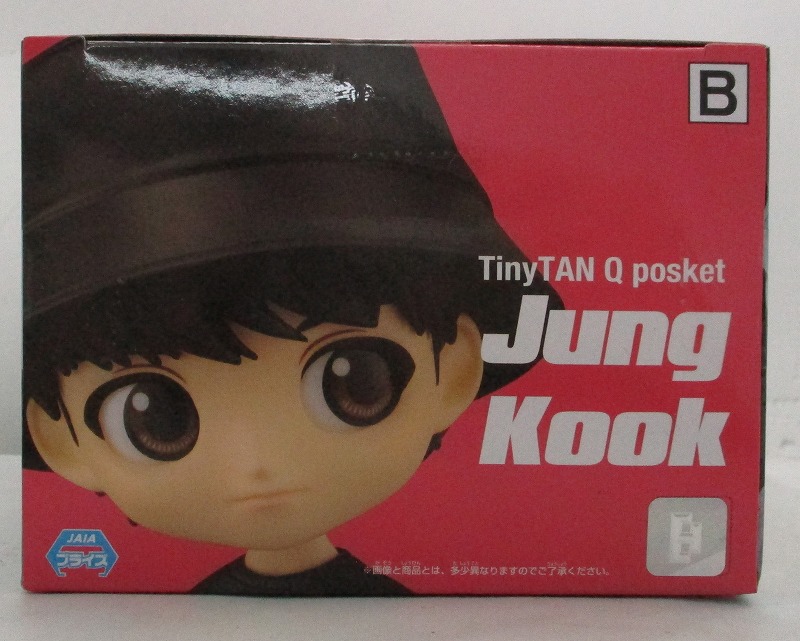 B
TinyTAN Q posket
Jung
Kook
JAIA
プライズ
※画像と商品とは、多少異なりますのでご了承ください。